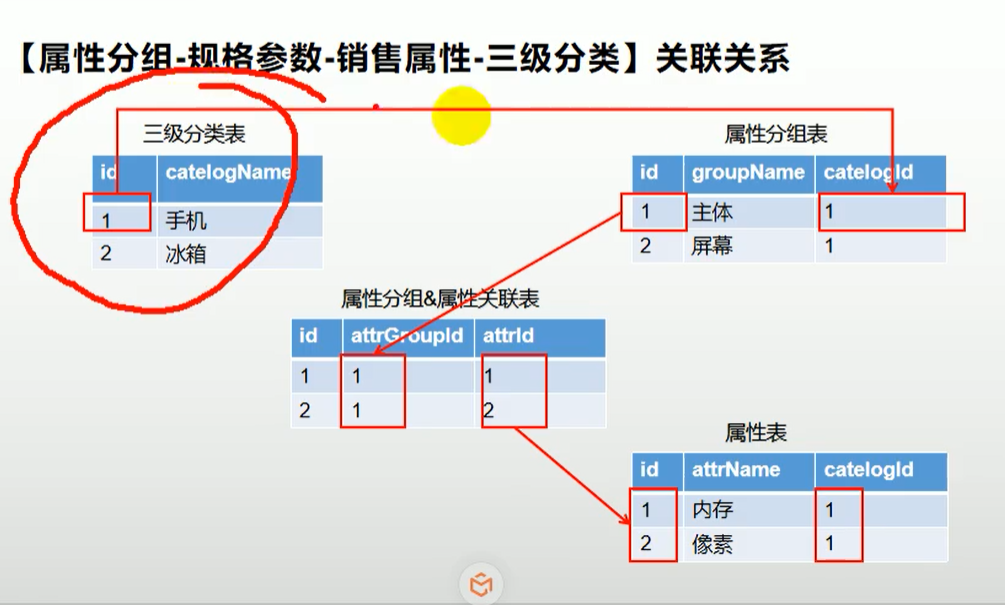 【属性分组-规格参数-销售属性-三级分类】关联关系
三级分类表
id catelogName
1 手机
2 冰箱
属性分组表
id groupName catelogId
1 主体 1
2 屏幕 1
属性分组&属性关联表
id attrGroupId attrId
1 1 1
2 1 2
属性表
id attrName catelogId
1 内存 1
2 像素 1